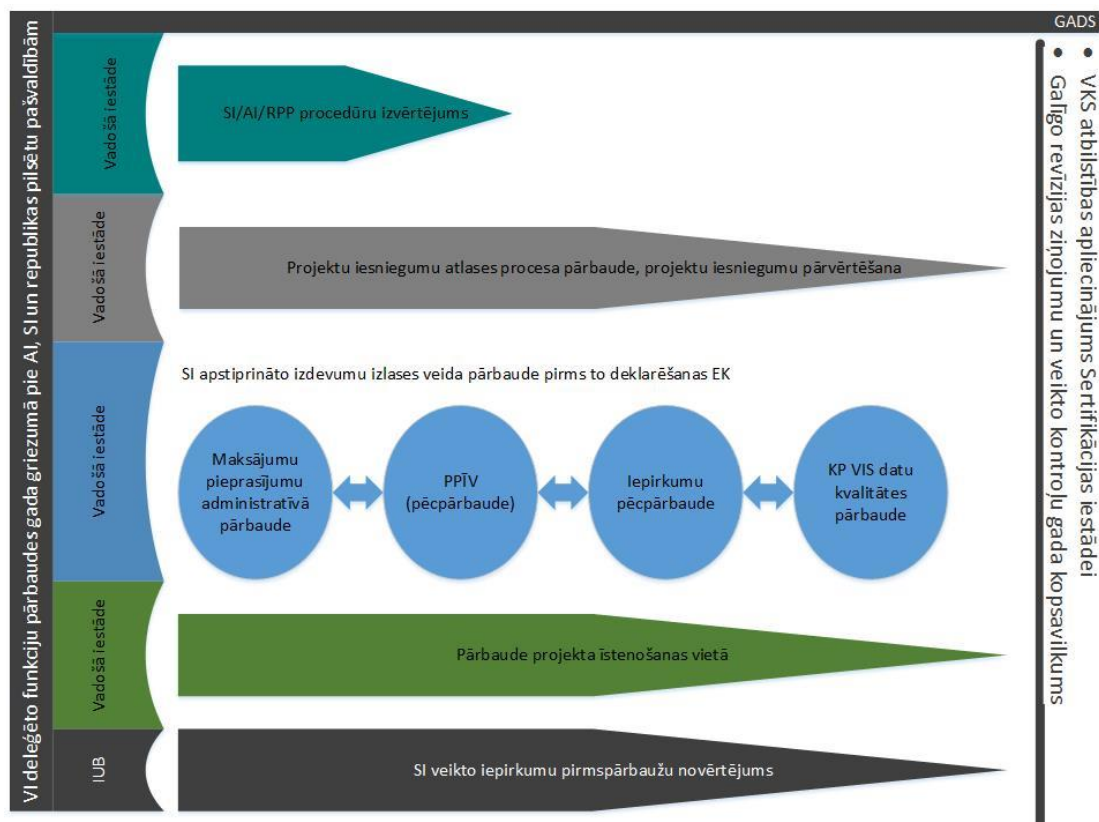 GADS
VI deleģēto funkciju pārbaudes gada griezumā pie AI, SI un republikas pilsētu pašvaldībām
Vadošā iestāde
SI/AI/RPP procedūru izvērtējums
Vadošā iestāde
Projektu iesniegumu atlases procesa pārbaude, projektu iesniegumu pārvērtēšana
Vadošā iestāde
SI apstiprināto izdevumu izlases veida pārbaude pirms to deklarēšanas EK
Maksājumu
pieprasījumu
administratīvā
pārbaude
PPĪV
(pēcpārbaude)
Iepirkumu
pēcpārbaude
KP VIS datu
kvalitātes
pārbaude
Vadošā iestāde
Pārbaude projekta īstenošanas vietā
IUB
SI veikto iepirkumu pirmspārbaužu novērtējums
• VKS atbilstības apliecinājums Sertifikācijas iestādei
• Galīgo revīzijas ziņojumu un veikto kontroļu gada kopsavilkums